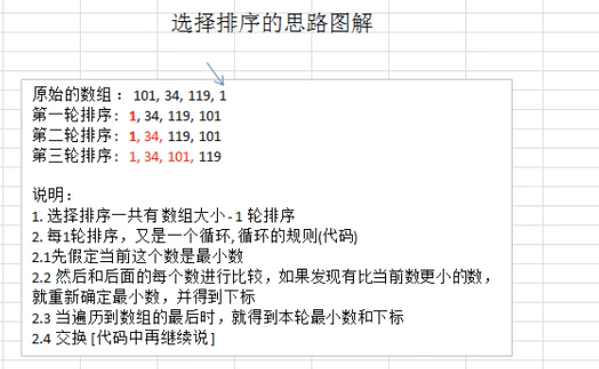 选择排序的思路图解
原始的数组 : 101, 34, 119, 1
第一轮排序: 1, 34, 119, 101
第二轮排序: 1, 34, 119, 101
第三轮排序: 1, 34, 101, 119
说明:
1. 选择排序一共有 数组大小 - 1 轮排序
2. 每1轮排序，又是一个循环, 循环的规则(代码)
2.1先假定当前这个数是最小数
2.2 然后和后面的每个数进行比较，如果发现有比当前数更小的数，
就重新确定最小数，并得到下标
2.3 当遍历到数组的最后时，就得到本轮最小数和下标
2.4 交换 [代码中再继续说]